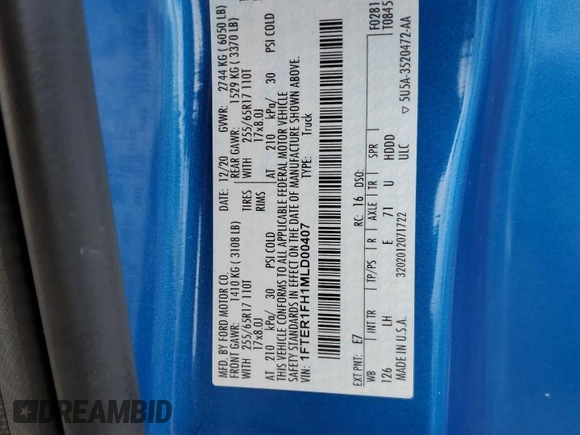 MFD. BY FORD MOTOR CO.
DATE: 12/20 GVWR: 2744 KG ( 6050 LB)
FRONT GAWR: 1410 KG ( 3108 LB) REAR GAWR: 1529 KG ( 3370 LB)
WITH 255/65R17 110T TIRES WITH 255/65R17 110T
17x8.0J RIMS 17x8.0J
AT 210 kPa/ 30 PSI COLD AT 210 kPa/ 30 PSI COLD
THIS VEHICLE CONFORMS TO ALL APPLICABLE FEDERAL MOTOR VEHICLE
SAFETY STANDARDS IN EFFECT ON THE DATE OF MANUFACTURE SHOWN ABOVE.
VIN: 1FTER1FH1MLD00407
TYPE: Truck
F0281
T0845
EXT PNT: E7 RC: 16 DSO:
WB INT TR TP/PS R AXLE TR SPR
126 LH E 71 U HDDD
ULC
MADE IN U.S.A. 3202012071722
▽ 5U5A-3520472-AA
DREAMBID